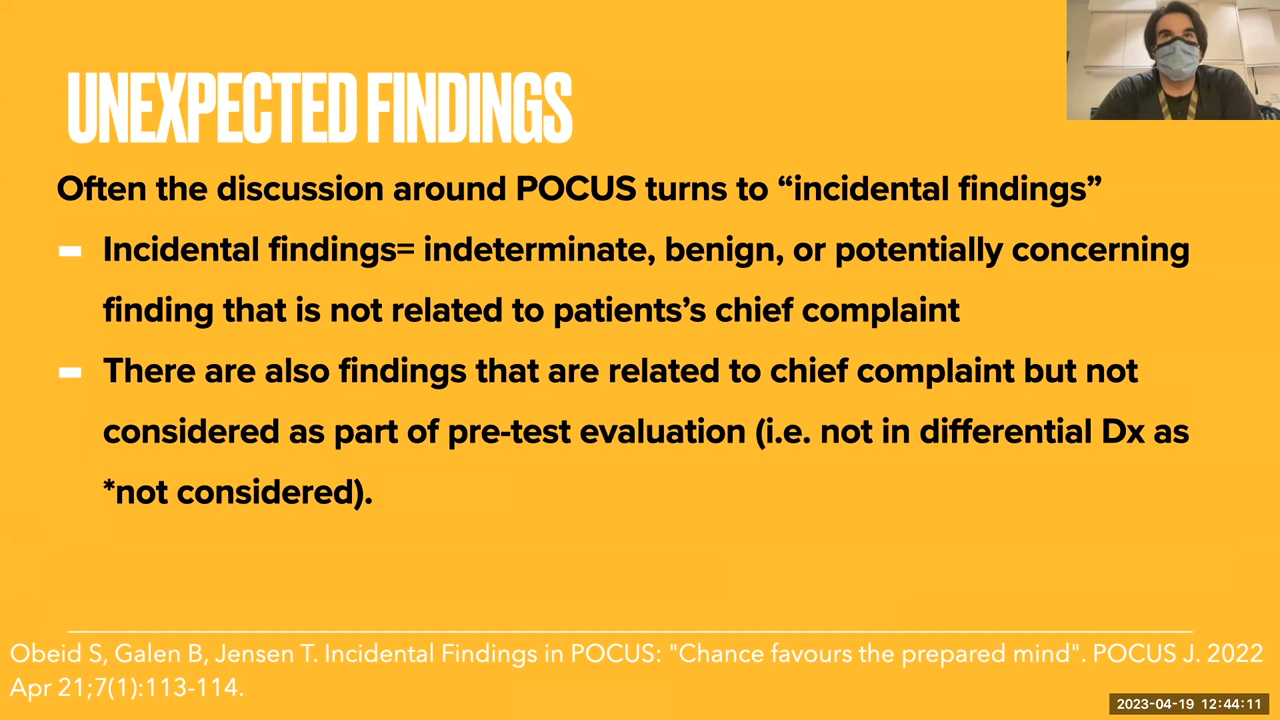 UNEXPECTED FINDINGS
Often the discussion around POCUS turns to “incidental findings”
Incidental findings= indeterminate, benign, or potentially concerning
finding that is not related to patients’s chief complaint
There are also findings that are related to chief complaint but not
considered as part of pre-test evaluation (i.e. not in differential Dx as
*not considered).
Obeid S, Galen B, Jensen T. Incidental Findings in POCUS: "Chance favours the prepared mind". POCUS J. 2022
Apr 21;7(1):113-114.
2023-04-19 12:44:11